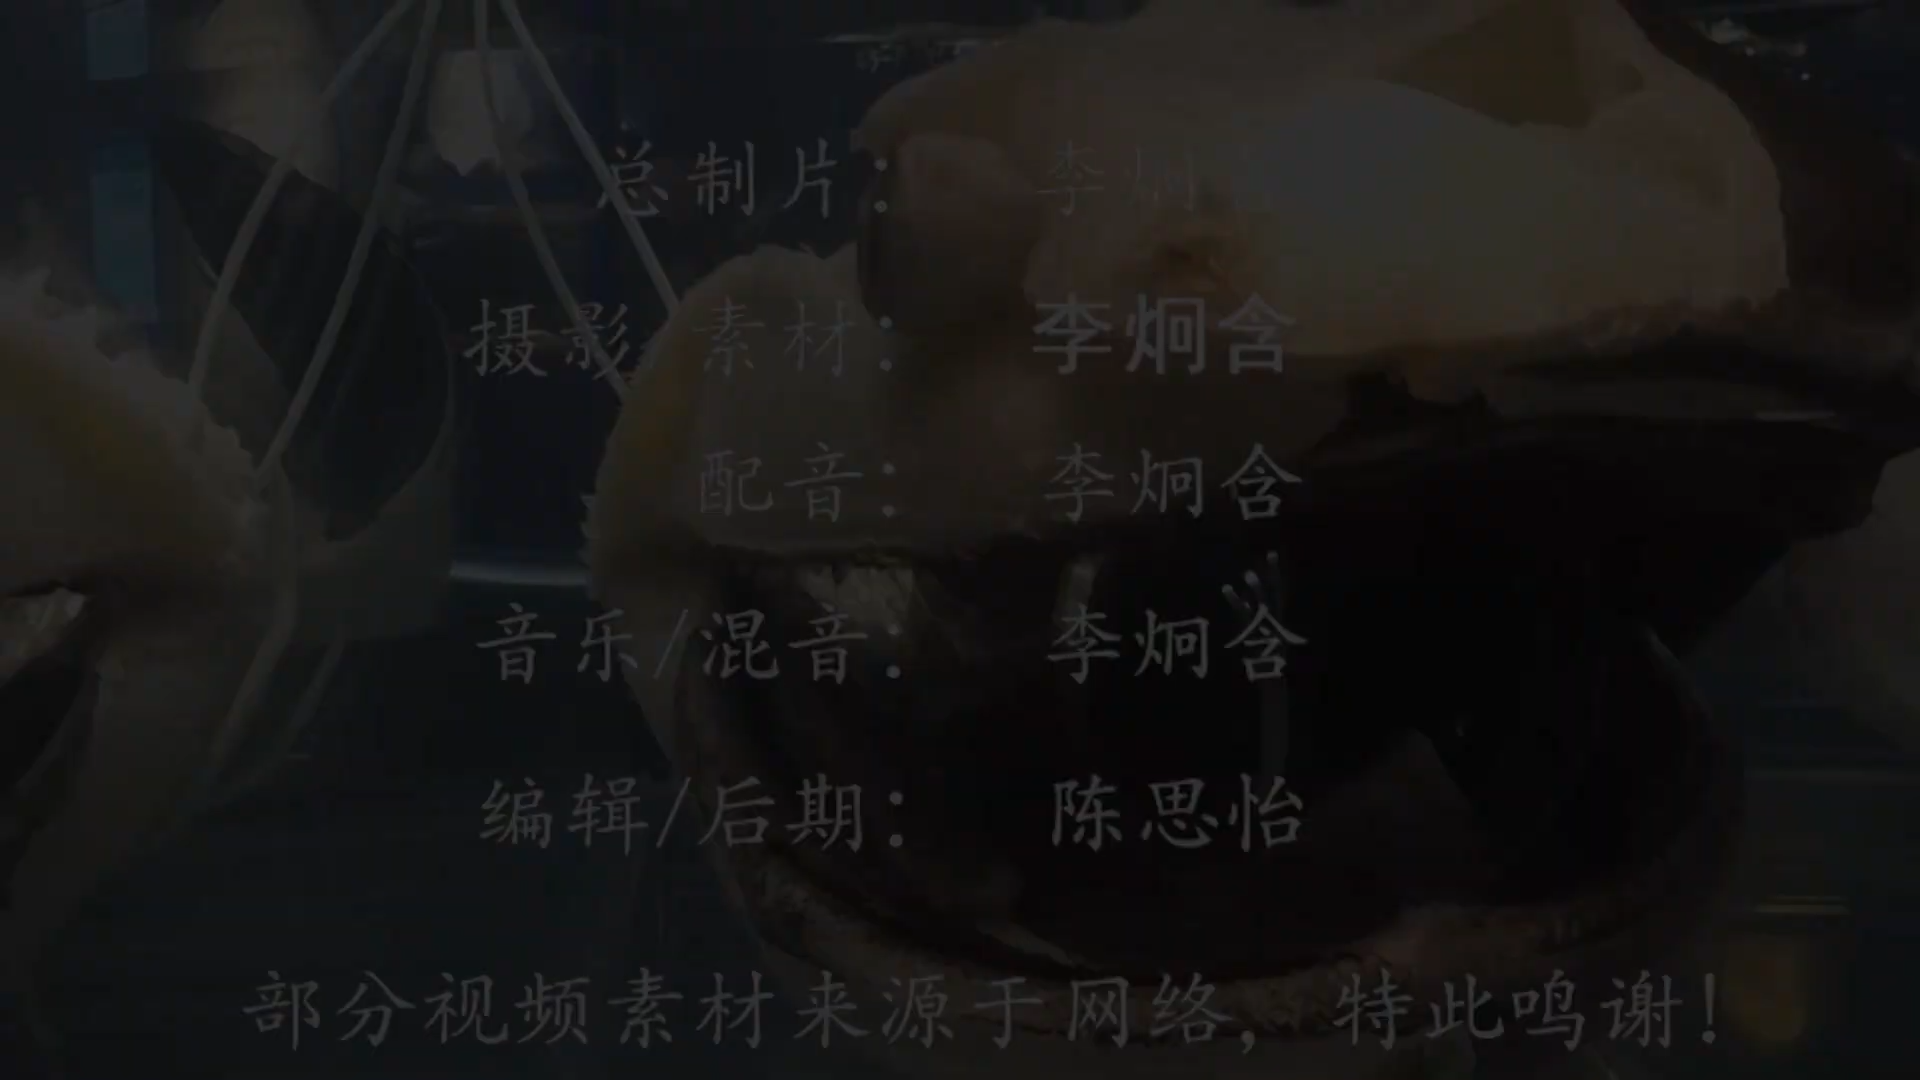 总制片： 李炯含
摄影/素材： 李炯含
配音： 李炯含
音乐/混音： 李炯含
编辑/后期： 陈思怡
部分视频素材来源于网络，特此鸣谢！